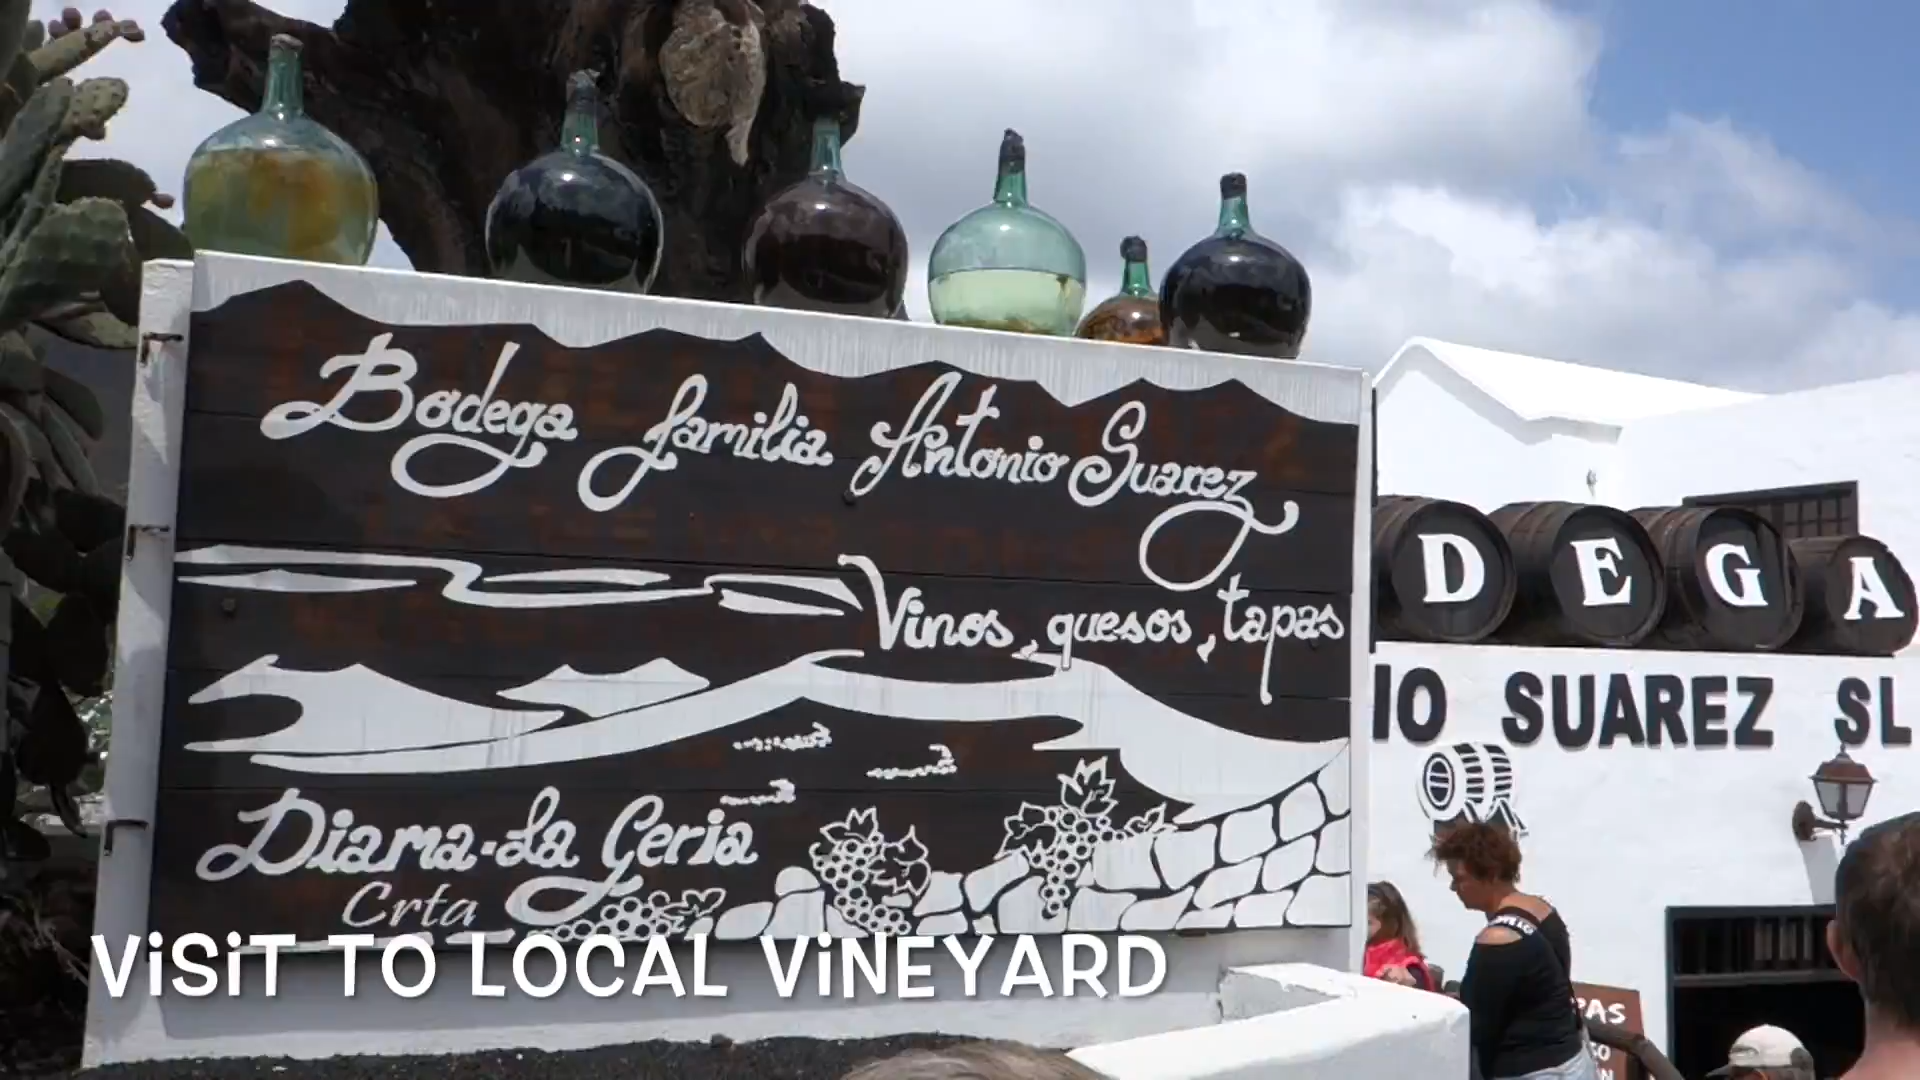 Bodega familia Antonio Suarez
Vinos, quesos, tapas
Diama-La Geria
Crta
DEGA
IO SUAREZ SL
ViSiT TO LOCAL ViNEYARD
PAS